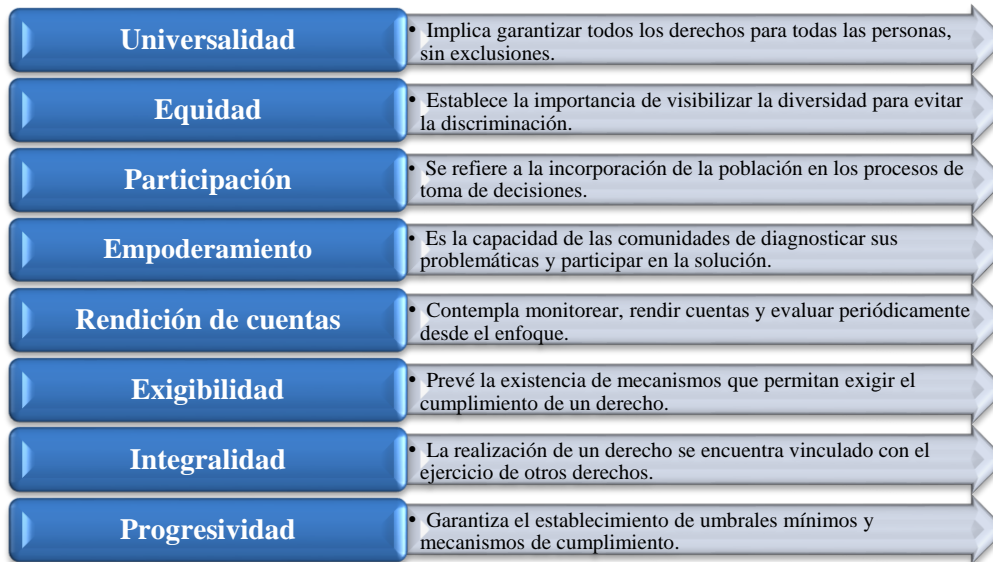 Universalidad
• Implica garantizar todos los derechos para todas las personas,
sin exclusiones.
Equidad
• Establece la importancia de visibilizar la diversidad para evitar
la discriminación.
Participación
• Se refiere a la incorporación de la población en los procesos de
toma de decisiones.
Empoderamiento
• Es la capacidad de las comunidades de diagnosticar sus
problemáticas y participar en la solución.
Rendición de cuentas
• Contempla monitorear, rendir cuentas y evaluar periódicamente
desde el enfoque.
Exigibilidad
• Prevé la existencia de mecanismos que permitan exigir el
cumplimiento de un derecho.
Integralidad
• La realización de un derecho se encuentra vinculado con el
ejercicio de otros derechos.
Progresividad
• Garantiza el establecimiento de umbrales mínimos y
mecanismos de cumplimiento.